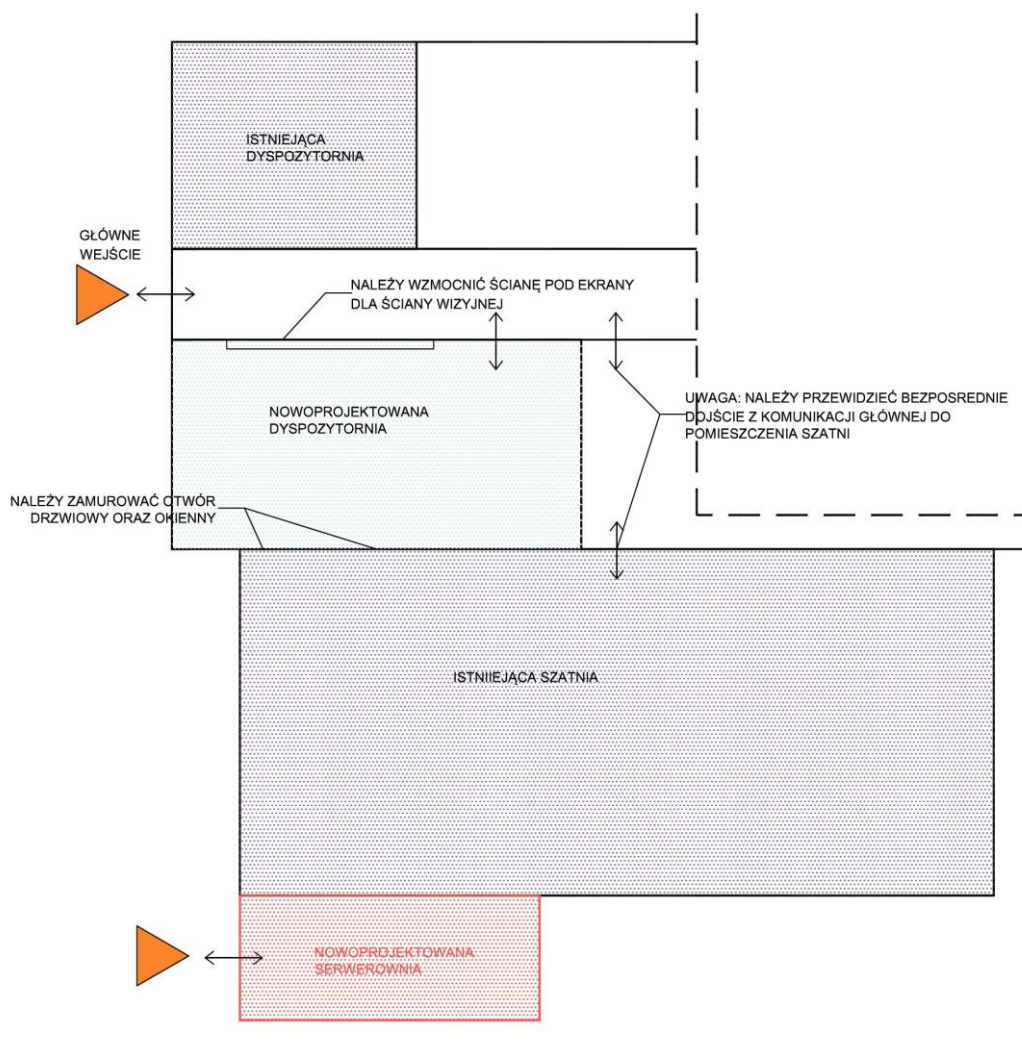 ISTNIEJĄCA
DYSPOZYTORNIA
GŁÓWNE
WEJŚCIE
NALEŻY WZMOCNIĆ ŚCIANĘ POD EKRANY
DLA ŚCIANY WIZYJNEJ
NOWOPROJEKTOWANA
DYSPOZYTORNIA
UWAGA: NALEŻY PRZEWIDZIEĆ BEZPOSREDNIE
DOJŚCIE Z KOMUNIKACJI GŁÓWNEJ DO
POMIESZCZENIA SZATNI
NALEŻY ZAMUROWAĆ OTWÓR
DRZWIOWY ORAZ OKIENNY
ISTNIIEJĄCA SZATNIA
NOWOPROJEKTOWANA
SERWEROWNIA